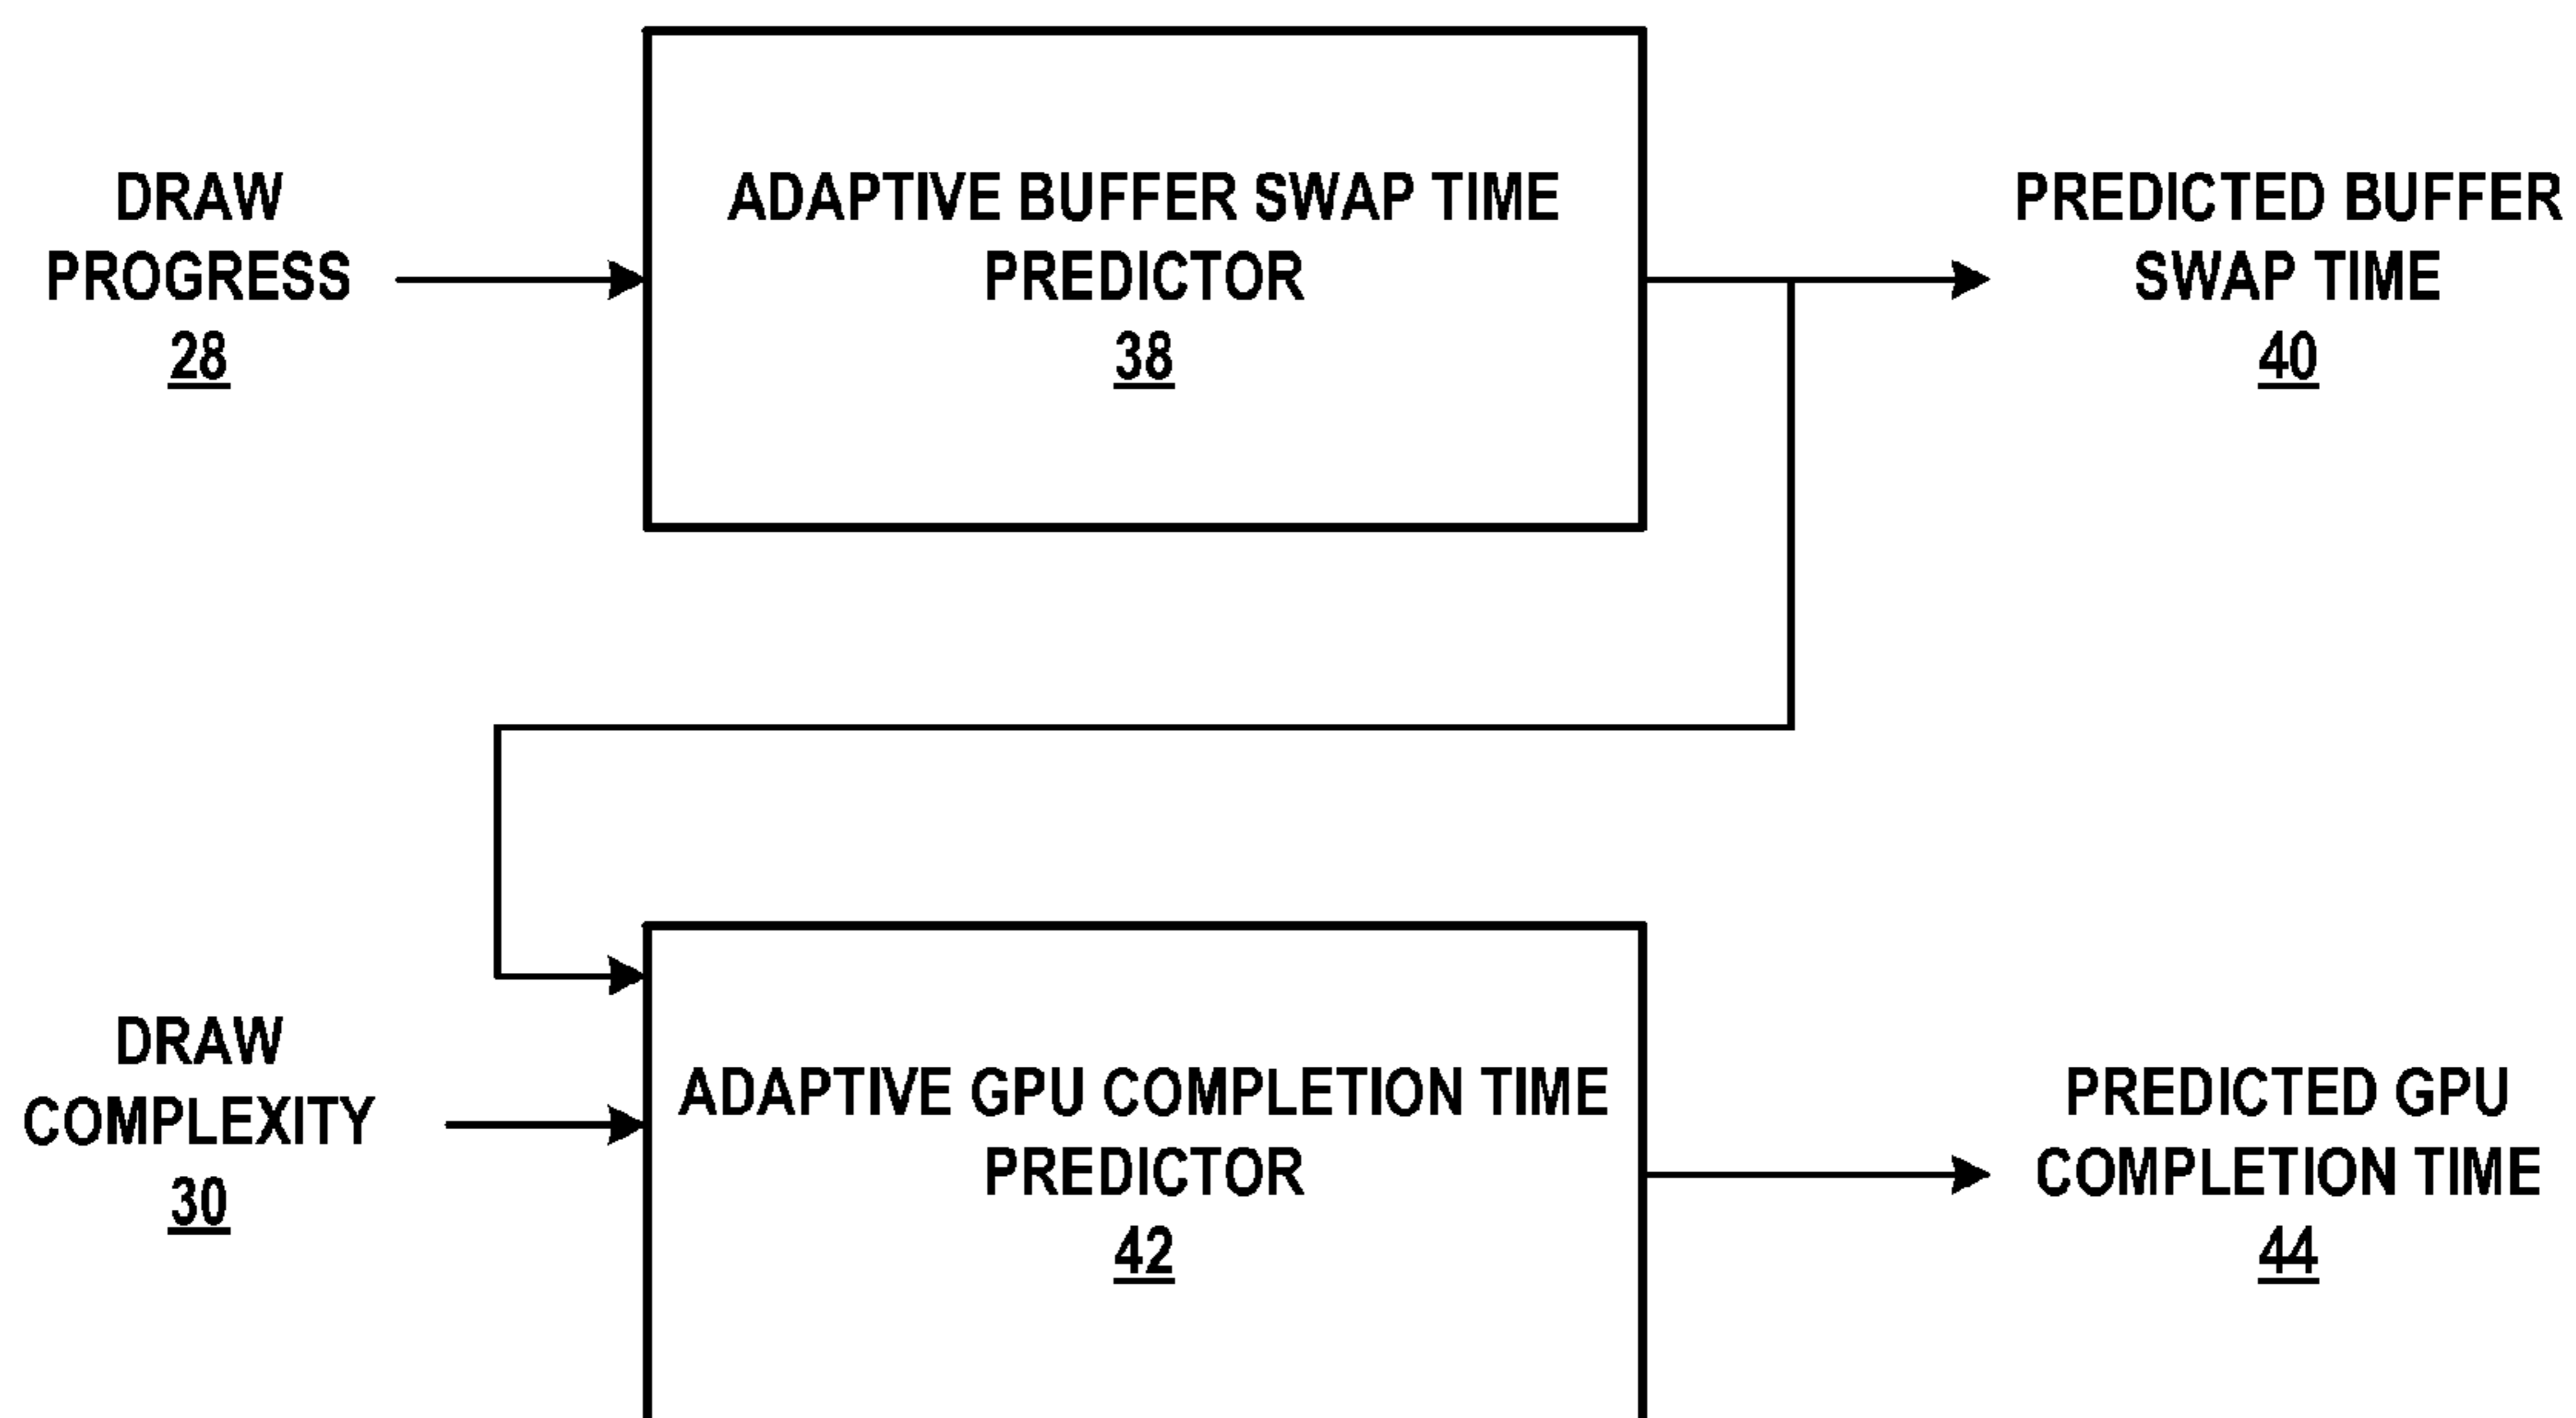 DRAW
PROGRESS
28
ADAPTIVE BUFFER SWAP TIME
PREDICTOR
38
PREDICTED BUFFER
SWAP TIME
40
DRAW
COMPLEXITY
30
ADAPTIVE GPU COMPLETION TIME
PREDICTOR
42
PREDICTED GPU
COMPLETION TIME
44